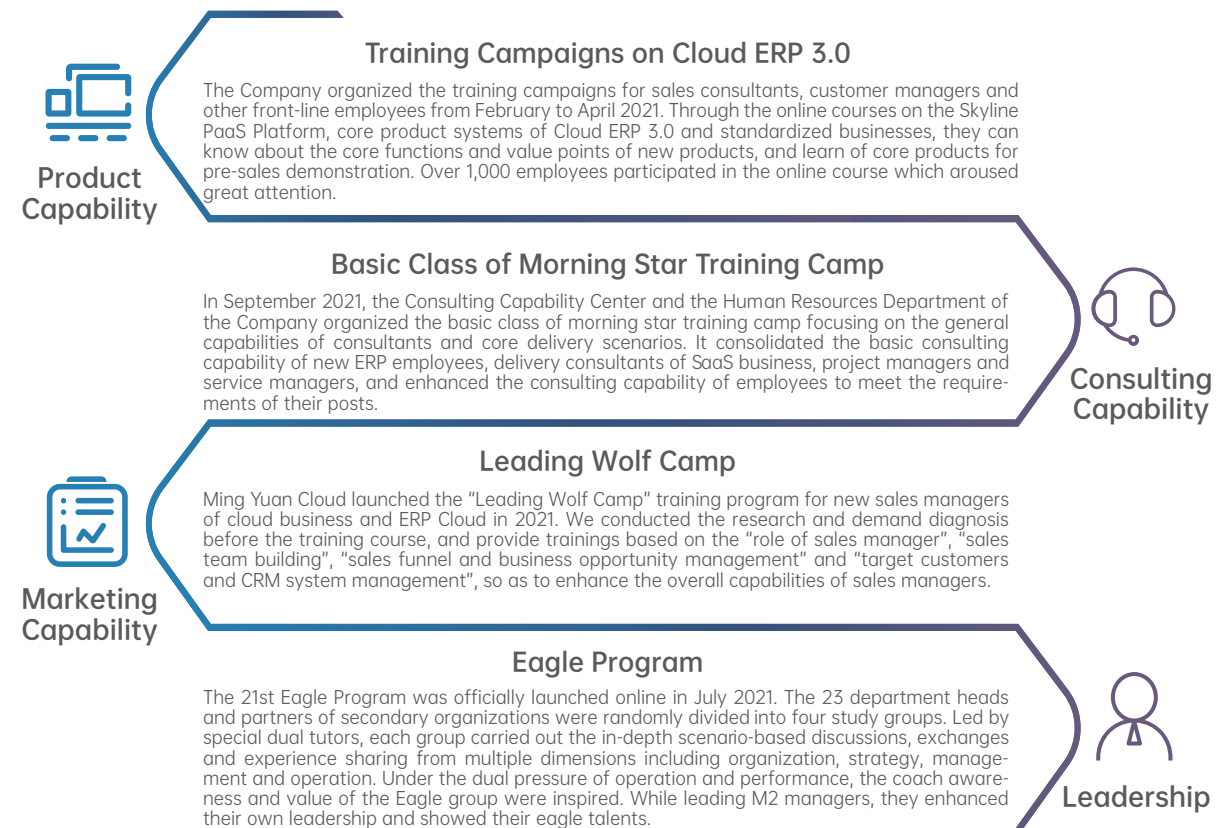 Training Campaigns on Cloud ERP 3.0
The Company organized the training campaigns for sales consultants, customer managers and
other front-line employees from February to April 2021. Through the online courses on the Skyline
PaaS Platform, core product systems of Cloud ERP 3.0 and standardized businesses, they can
know about the core functions and value points of new products, and learn of core products for
pre-sales demonstration. Over 1,000 employees participated in the online course which aroused
great attention.
Product
Capability
Basic Class of Morning Star Training Camp
In September 2021, the Consulting Capability Center and the Human Resources Department of
the Company organized the basic class of morning star training camp focusing on the general
capabilities of consultants and core delivery scenarios. It consolidated the basic consulting
capability of new ERP employees, delivery consultants of SaaS business, project managers and
service managers, and enhanced the consulting capability of employees to meet the require-
ments of their posts.
Consulting
Capability
Leading Wolf Camp
Ming Yuan Cloud launched the “Leading Wolf Camp” training program for new sales managers
of cloud business and ERP Cloud in 2021. We conducted the research and demand diagnosis
before the training course, and provide trainings based on the “role of sales manager”, “sales
team building”, “sales funnel and business opportunity management” and “target customers
and CRM system management”, so as to enhance the overall capabilities of sales managers.
Marketing
Capability
Eagle Program
The 21st Eagle Program was officially launched online in July 2021. The 23 department heads
and partners of secondary organizations were randomly divided into four study groups. Led by
special dual tutors, each group carried out the in-depth scenario-based discussions, exchanges
and experience sharing from multiple dimensions including organization, strategy, manage-
ment and operation. Under the dual pressure of operation and performance, the coach aware-
ness and value of the Eagle group were inspired. While leading M2 managers, they enhanced
their own leadership and showed their eagle talents.
Leadership